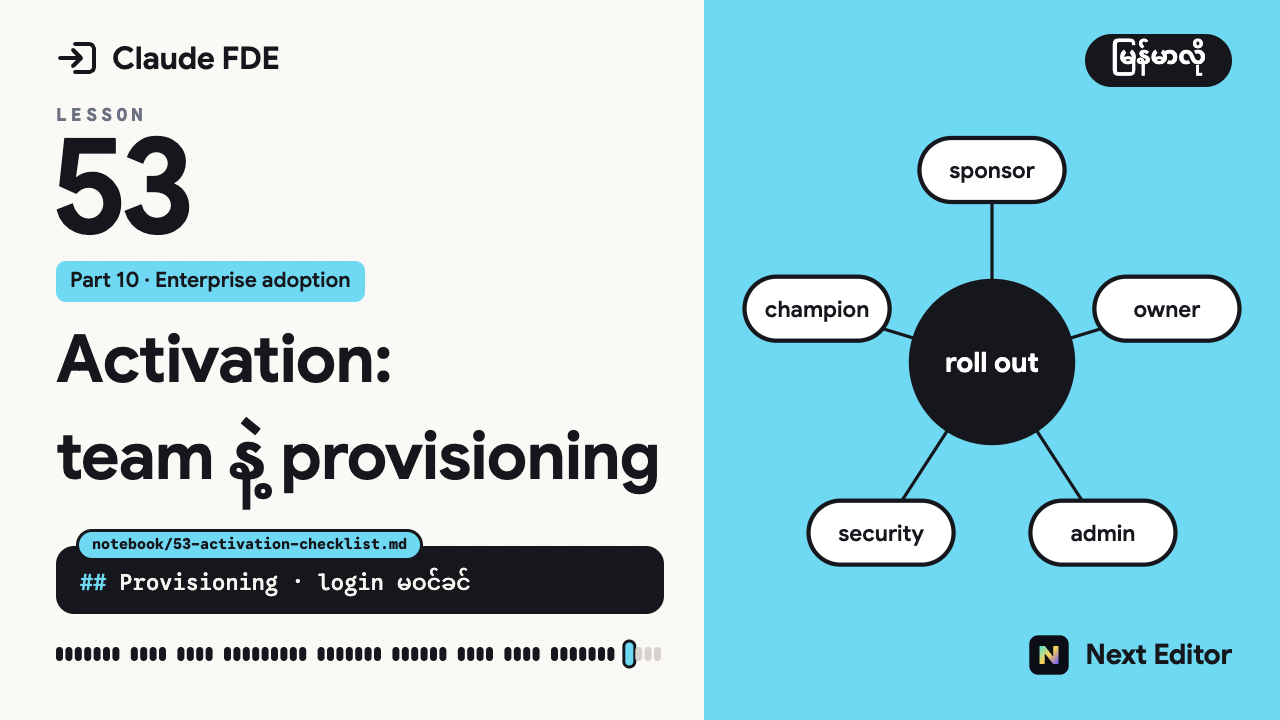 Claude FDE
LESSON
53
Part 10 · Enterprise adoption
Activation:
team နဲ့ provisioning
notebook/53-activation-checklist.md
## Provisioning · login မဝင်ခင်
မြန်မာလို
sponsor
champion
owner
roll out
security
admin
N
Next Editor